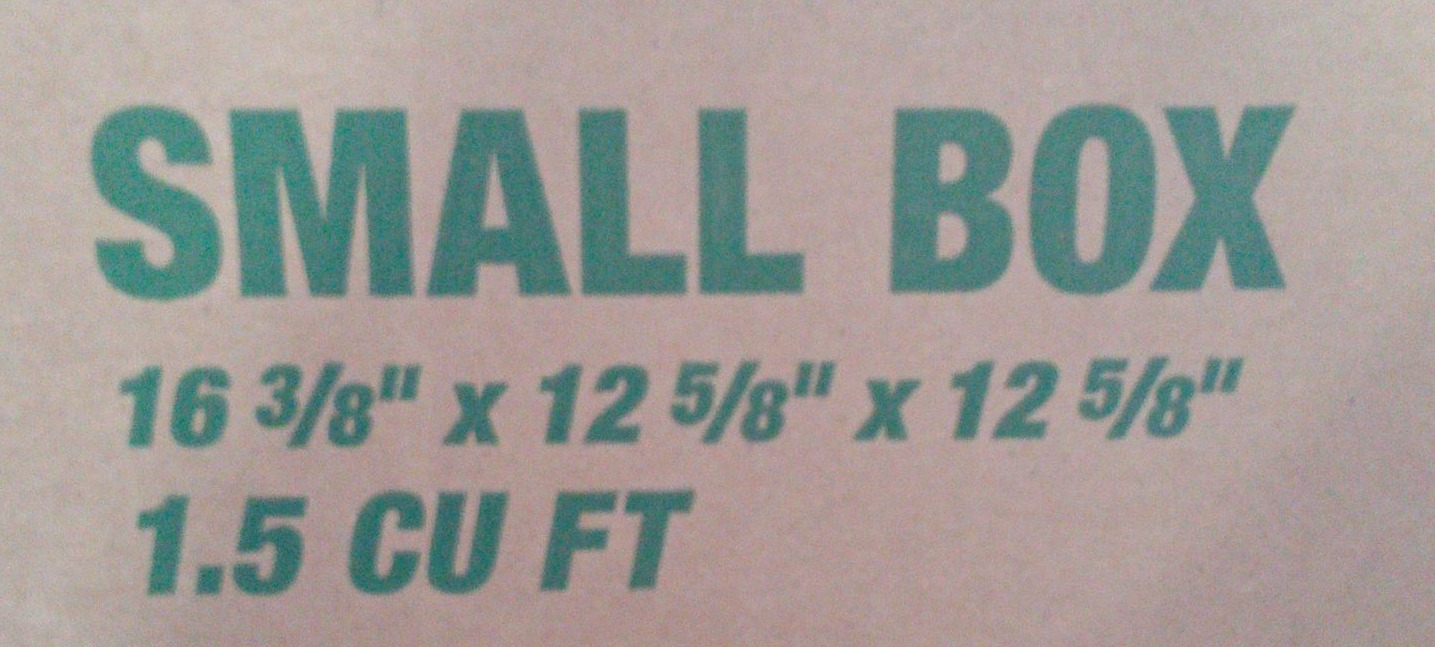 SMALL BOX
16 3/8" x 12 5/8" x 12 5/8"
1.5 CU FT